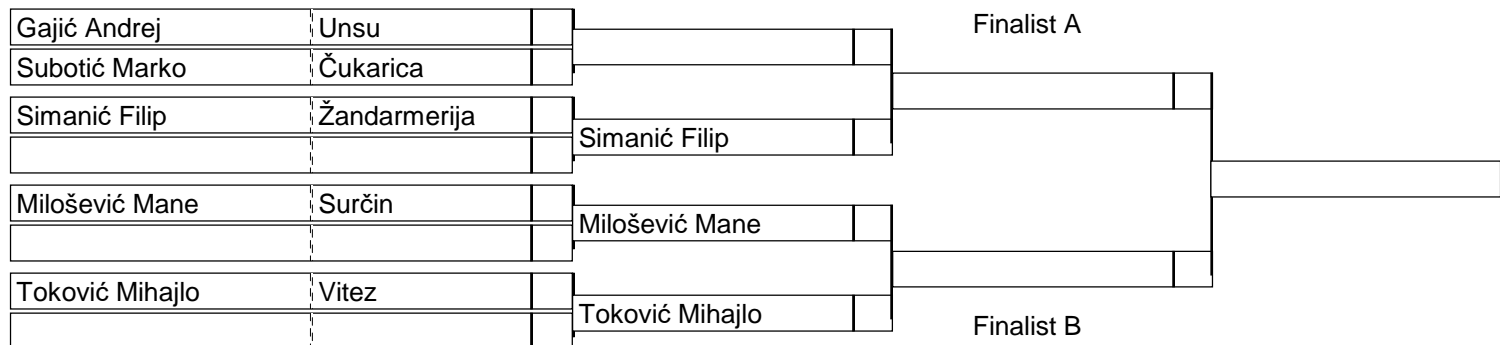 Gajić Andrej Unsu
Subotić Marko Čukarica
Simanić Filip Žandarmerija
Milošević Mane Surčin
Toković Mihajlo Vitez
Simanić Filip
Milošević Mane
Toković Mihajlo
Finalist A
Finalist B